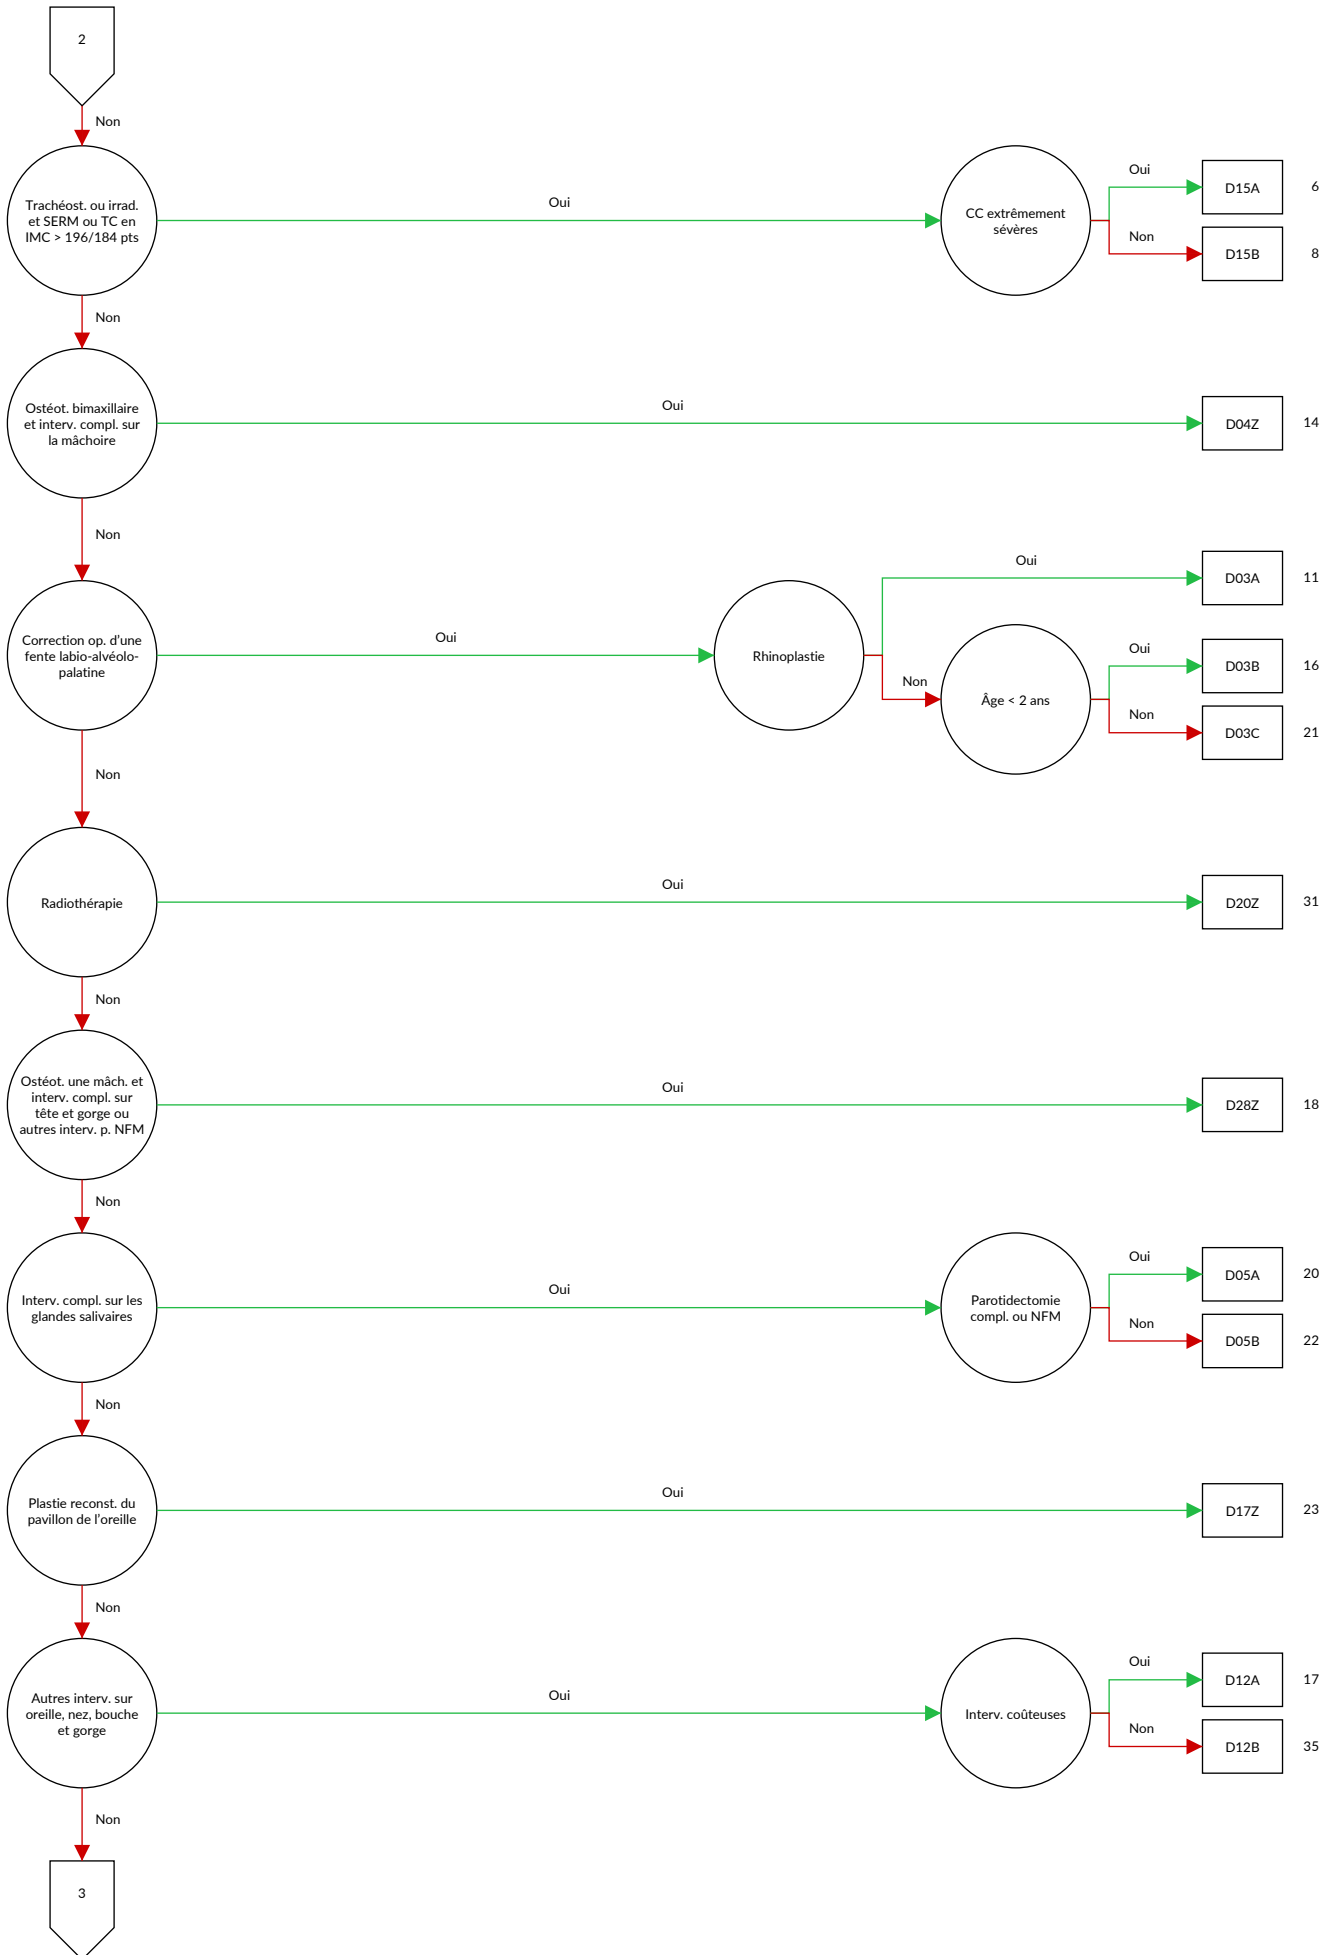 2
Non
Trachéost. ou irrad.
et SERM ou TC en
IMC > 196/184 pts
Oui
CC extrêmement
sévères
Oui
D15A
6
Non
D15B
8
Non
Ostéot. bimaxillaire
et interv. compl. sur
la mâchoire
Oui
D04Z
14
Non
Correction op. d'une
fente labio-alvéolo-
palatine
Oui
Rhinoplastie
Oui
D03A
11
Non
Âge < 2 ans
Oui
D03B
16
Non
D03C
21
Non
Radiothérapie
Oui
D20Z
31
Non
Ostéot. une mâch. et
interv. compl. sur
tête et gorge ou
autres interv. p. NFM
Oui
D28Z
18
Non
Interv. compl. sur les
glandes salivaires
Oui
Parotidectomie
compl. ou NFM
Oui
D05A
20
Non
D05B
22
Non
Plastie reconst. du
pavillon de l'oreille
Oui
D17Z
23
Non
Autres interv. sur
oreille, nez, bouche
et gorge
Oui
Interv. coûteuses
Oui
D12A
17
Non
D12B
35
Non
3